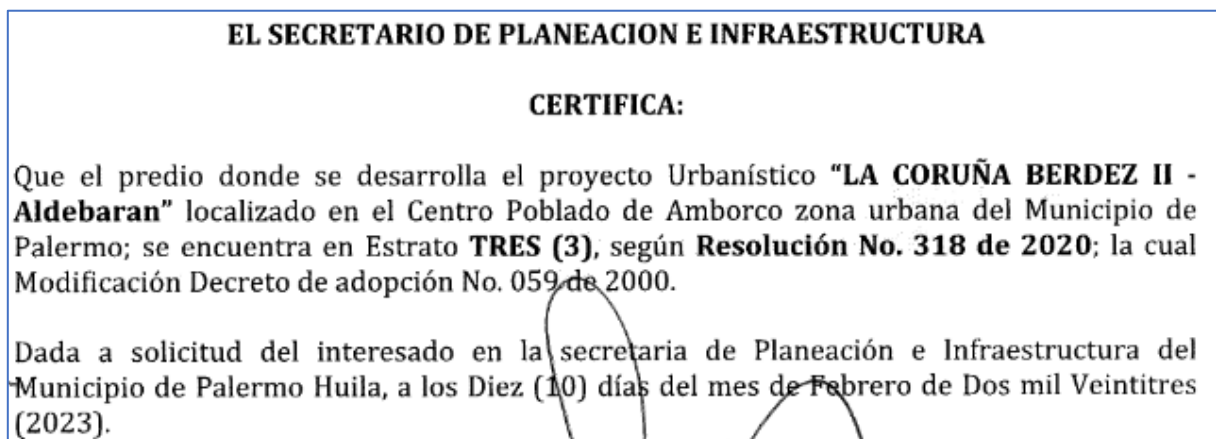 EL SECRETARIO DE PLANEACION E INFRAESTRUCTURA
CERTIFICA:
Que el predio donde se desarrolla el proyecto Urbanístico "LA CORUÑA BERDEZ II -
Aldebaran" localizado en el Centro Poblado de Amborco zona urbana del Municipio de
Palermo; se encuentra en Estrato TRES (3), según Resolución No. 318 de 2020; la cual
Modificación Decreto de adopción No. 059 de 2000.
Dada a solicitud del interesado en la secretaria de Planeación e Infraestructura del
Municipio de Palermo Huila, a los Diez (10) días del mes de Febrero de Dos mil Veintitres
(2023).